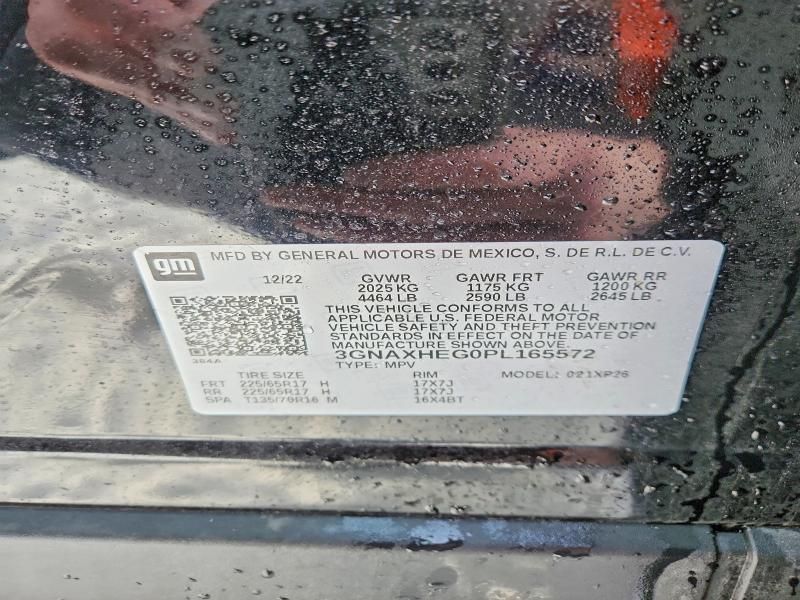 gm
MFD BY GENERAL MOTORS DE MEXICO, S. DE R.L. DE C.V.
12/22 GVWR GAWR FRT GAWR RR
2025 KG 1175 KG 1200 KG
4464 LB 2590 LB 2645 LB
THIS VEHICLE CONFORMS TO ALL
APPLICABLE U.S. FEDERAL MOTOR
VEHICLE SAFETY AND THEFT PREVENTION
STANDARDS IN EFFECT ON THE DATE OF
MANUFACTURE SHOWN ABOVE.
3GNAXHEG0PL165572
TYPE: MPV
TIRE SIZE RIM MODEL:
FRT 225/65R17 H 17X7J
RR 225/65R17 H 17X7J
SPA T135/70R16 M 16X4BT